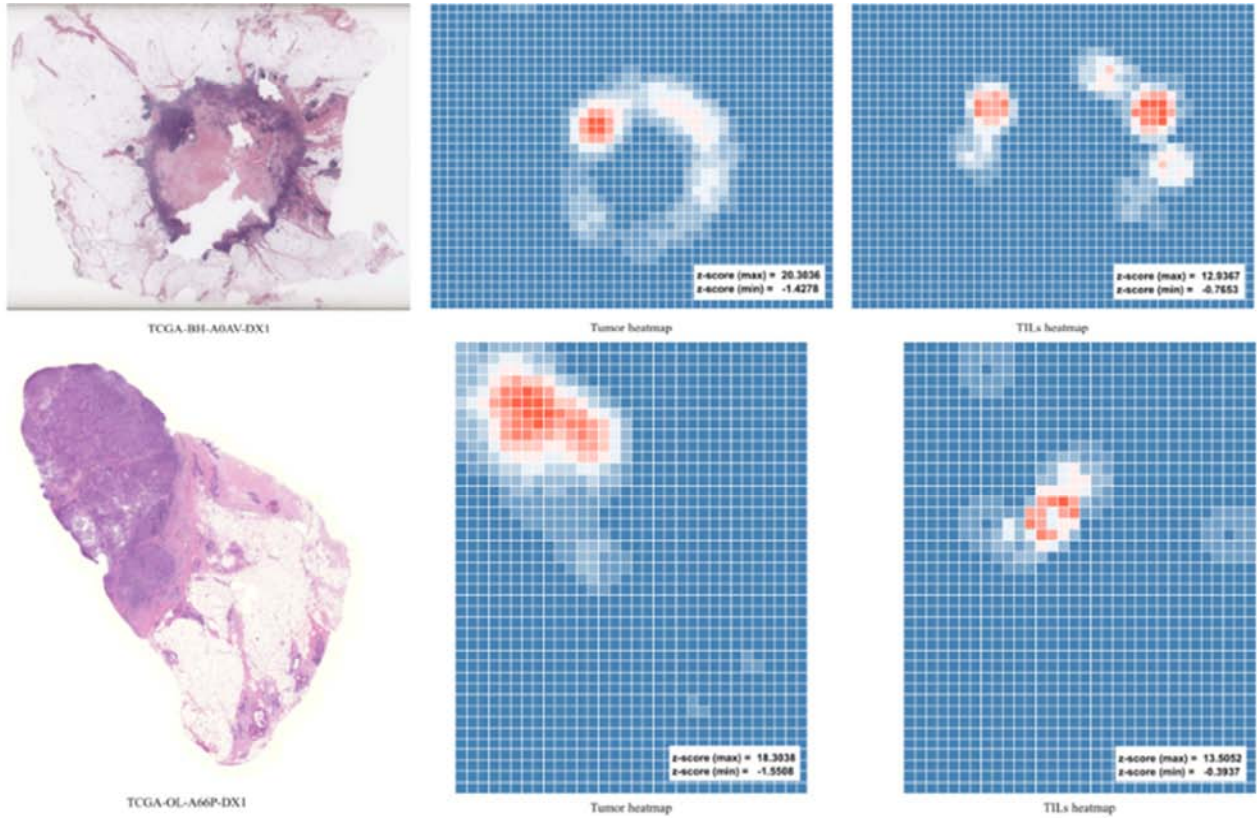 z-score (max) = 20.3036
z-score (min) = -1.4278
z-score (max) = 12.9367
z-score (min) = -0.7653
TCGA-BH-A0AV-DX1
Tumor heatmap
TILs heatmap
z-score (max) = 18.3038
z-score (min) = -1.5508
z-score (max) = 13.5052
z-score (min) = -0.3937
TCGA-OL-A66P-DX1
Tumor heatmap
TILs heatmap